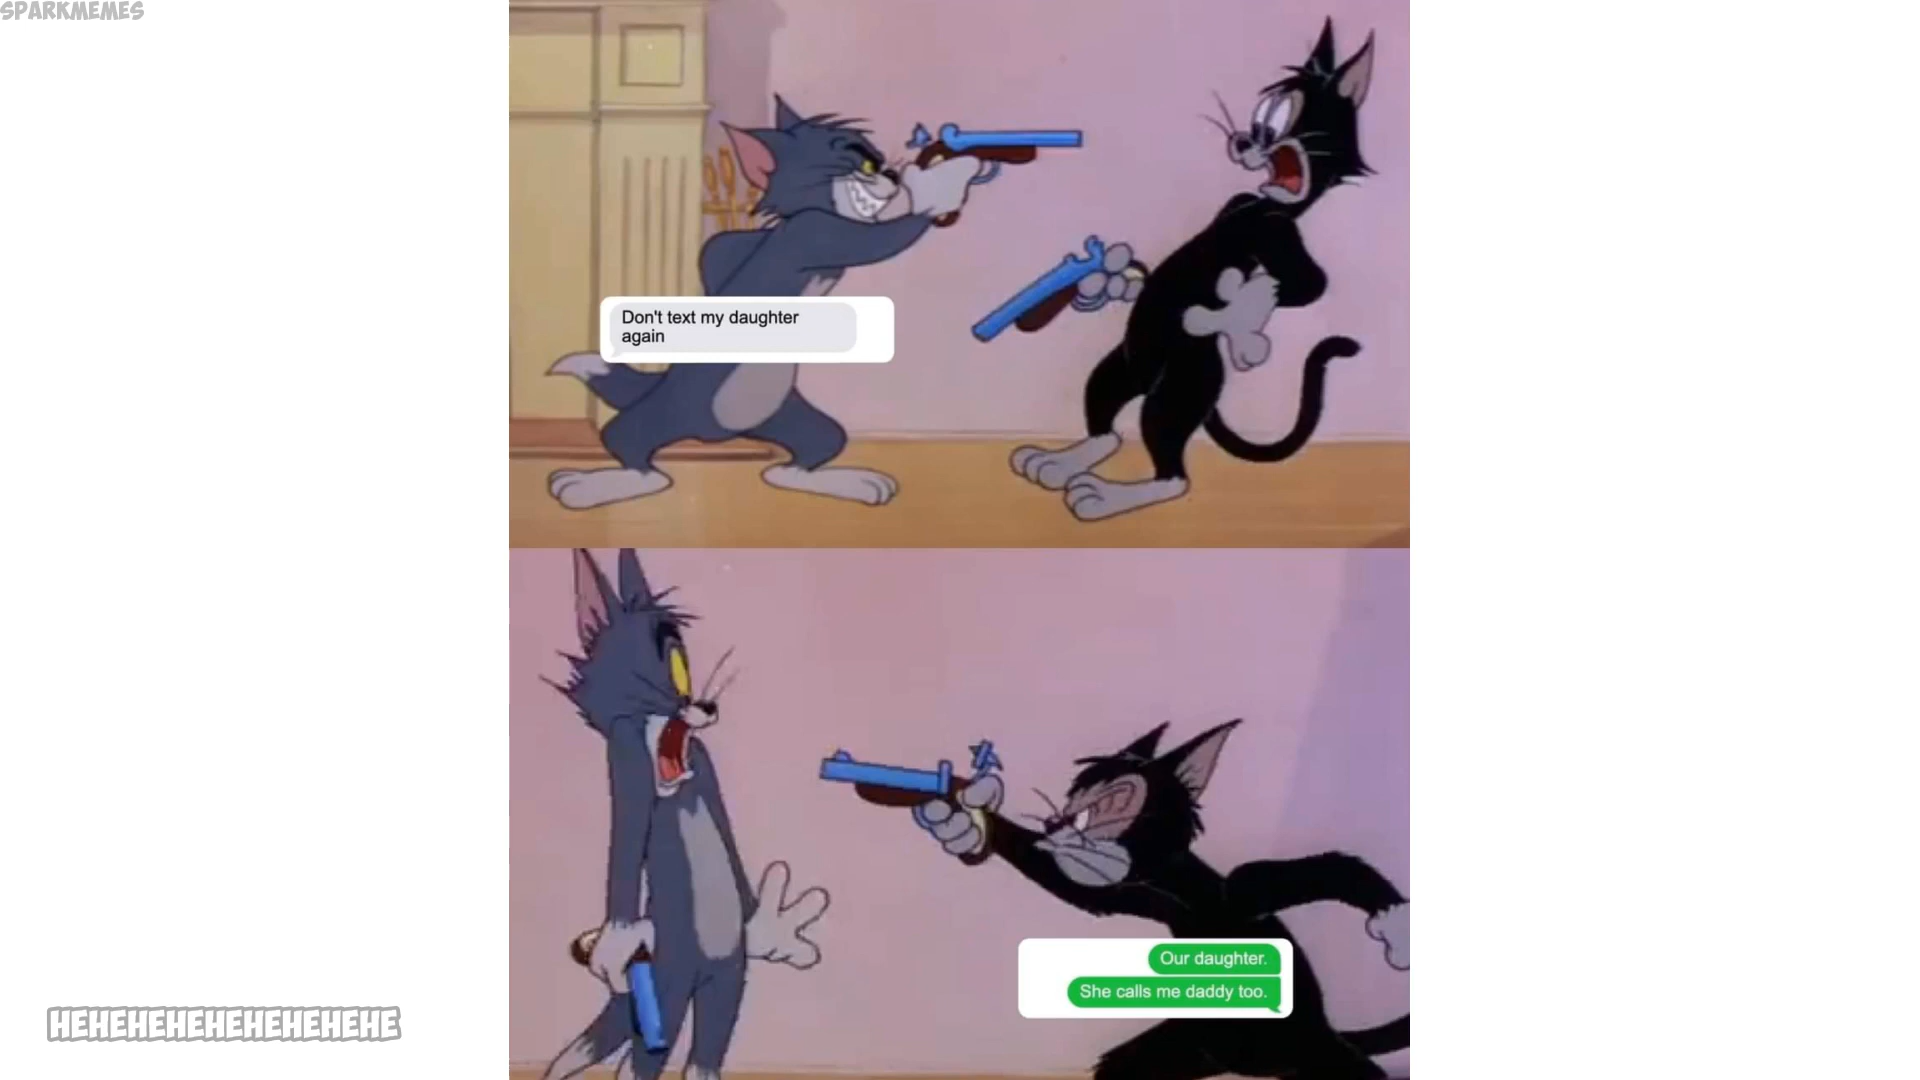 SPARKMEMES
Don't text my daughter
again
Our daughter.
She calls me daddy too.
HEHEHEHEHEHEHEHEHE